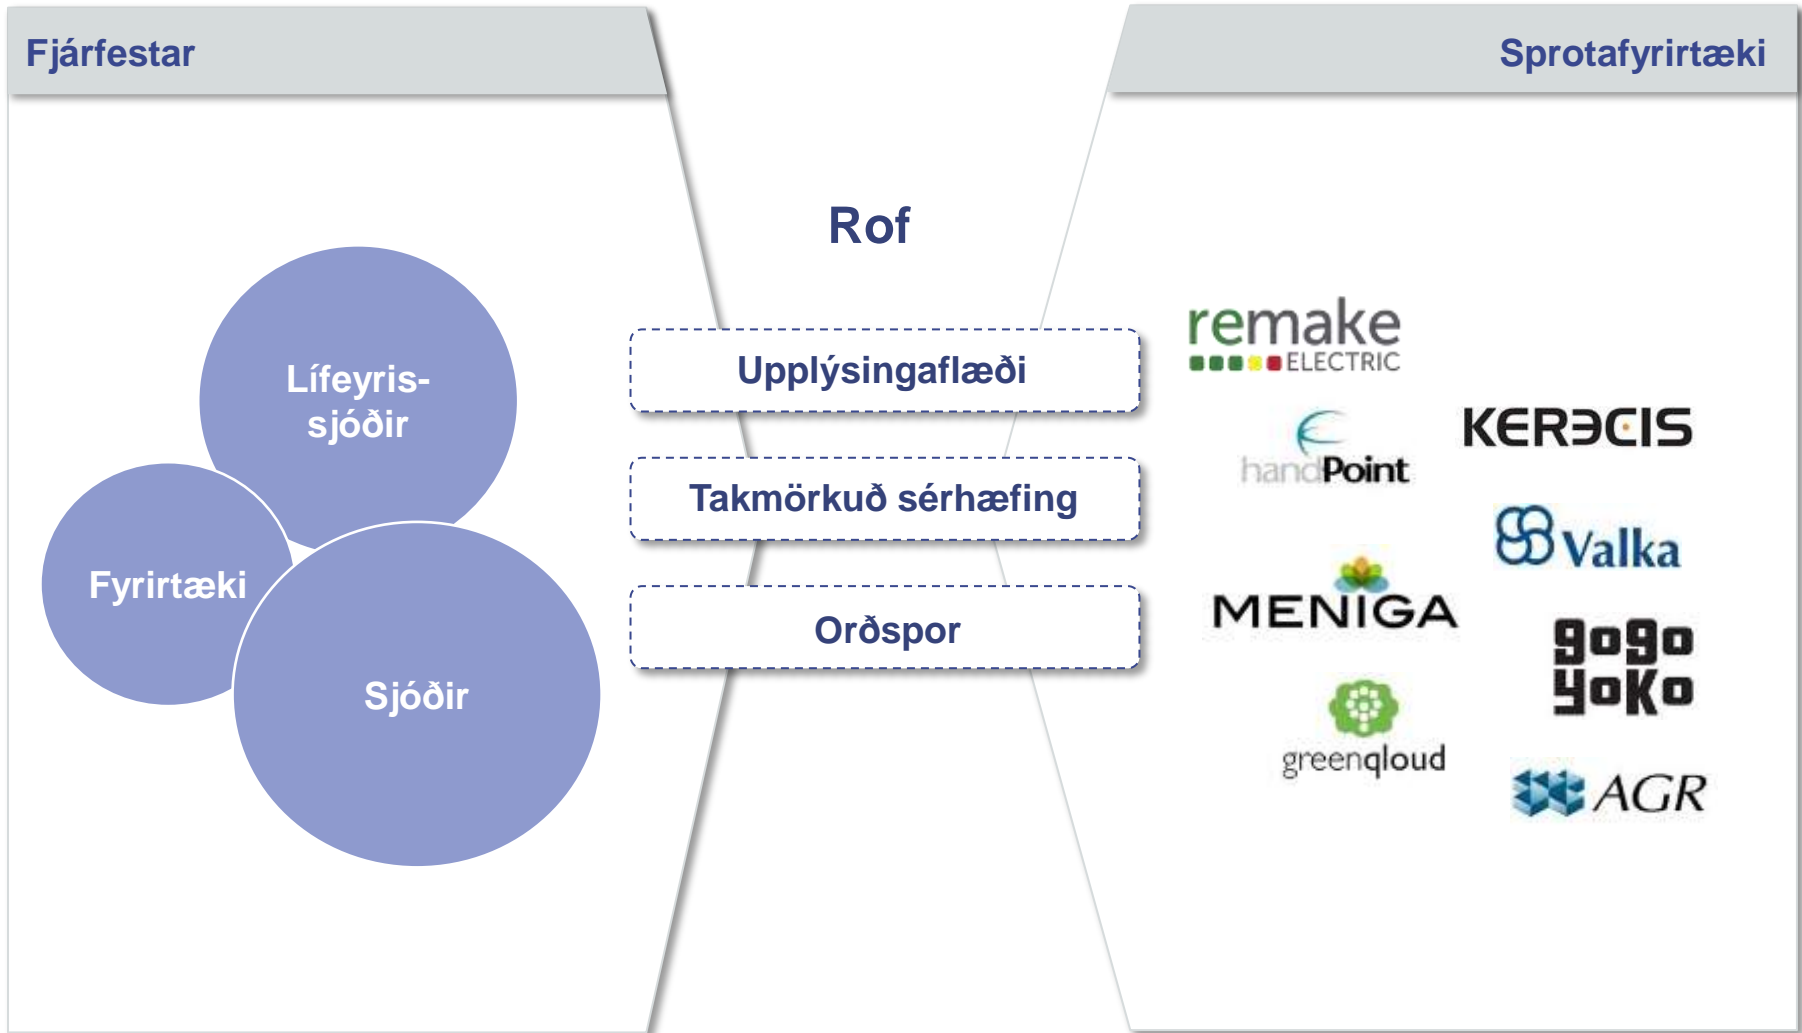 Fjárfestar
Sprotafyrirtæki
Rof
Lífeyris-
sjóðir
Fyrirtæki
Sjóðir
Upplýsingaflæði
Takmörkuð sérhæfing
Orðspor
remake
ELECTRIC
handPoint
KERECIS
Valka
MENIGA
gogo
yoko
greenqloud
AGR